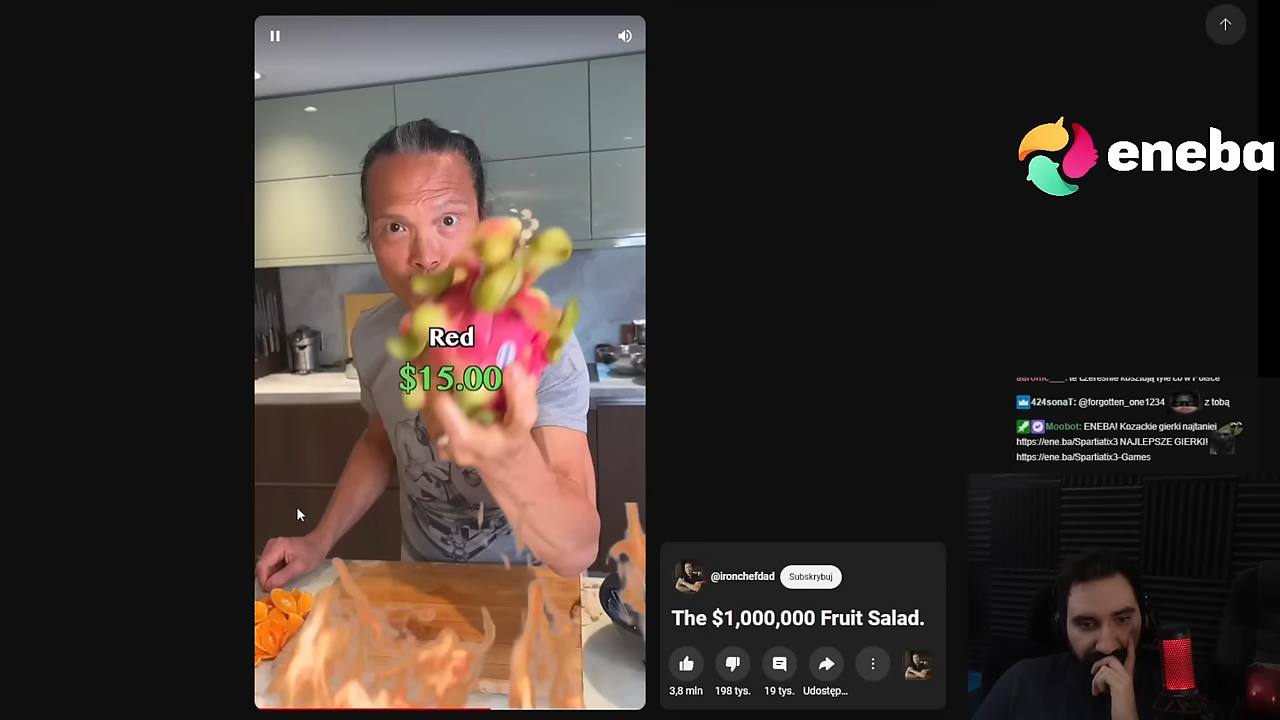 Red
$15.00
eneba
te czereśnie kosztują tyle co w Polsce
424sonaT: @forgotten_one1234 z tobą
Moobot: ENEBA! Kozackie gierki najtaniej
https://ene.ba/Spartiatix3 NAJLEPSZE GIERKI!!
https://ene.ba/Spartiatix3-Games
@ironchefdad
Subskrybuj
The $1,000,000 Fruit Salad.
3,8 mln 198 tys. 19 tys. Udostęp...